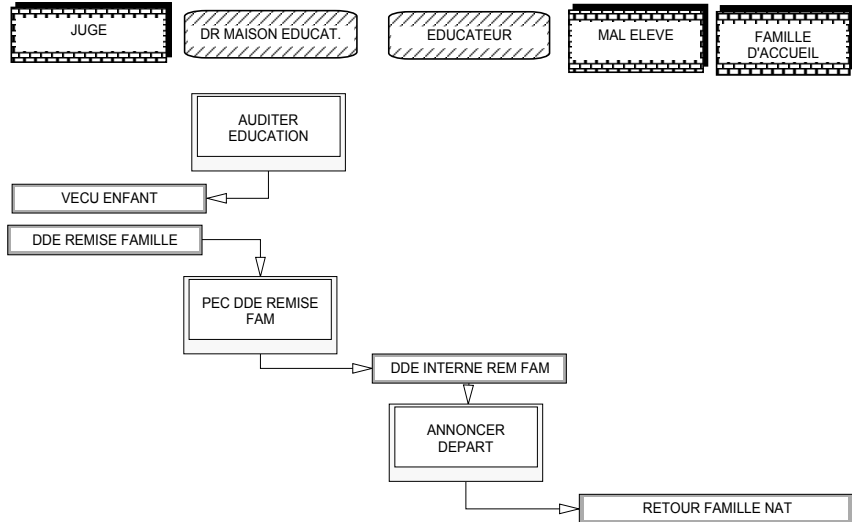 JUGE
DR MAISON EDUCAT.
EDUCATEUR
MAL ELEVE
FAMILLE
D'ACCUEIL
AUDITER
EDUCATION
VECU ENFANT
DDE REMISE FAMILLE
PEC DDE REMISE
FAM
DDE INTERNE REM FAM
ANNONCER
DEPART
RETOUR FAMILLE NAT